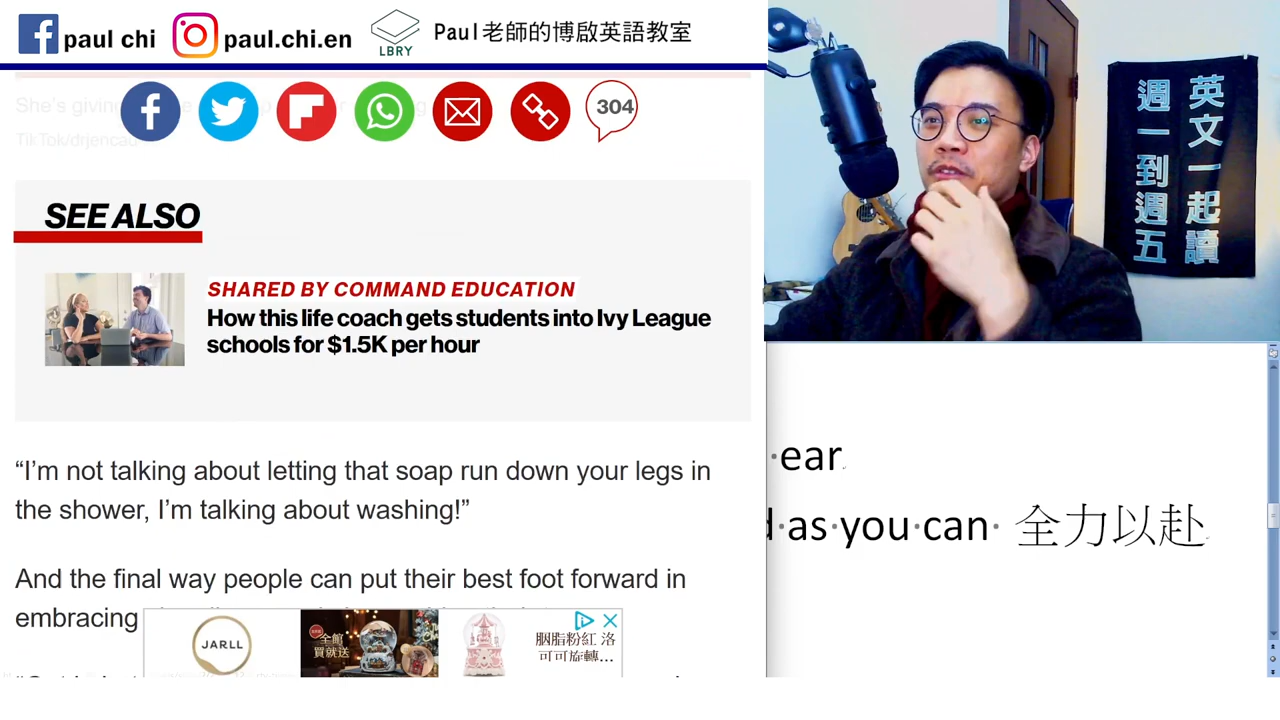 paul chi
paul.chi.en
LBRY
Paul老師的博啟英語教室
She's giving
TikTok/drjencau
304
SEE ALSO
SHARED BY COMMAND EDUCATION
How this life coach gets students into Ivy League
schools for $1.5K per hour
“I’m not talking about letting that soap run down your legs in
the shower, I’m talking about washing!”
And the final way people can put their best foot forward in
embracing
JARLL
全館
買就送
胭脂粉紅 洛
可可旋轉...
英文一起讀
週一到週五
ear
as you can 全力以赴